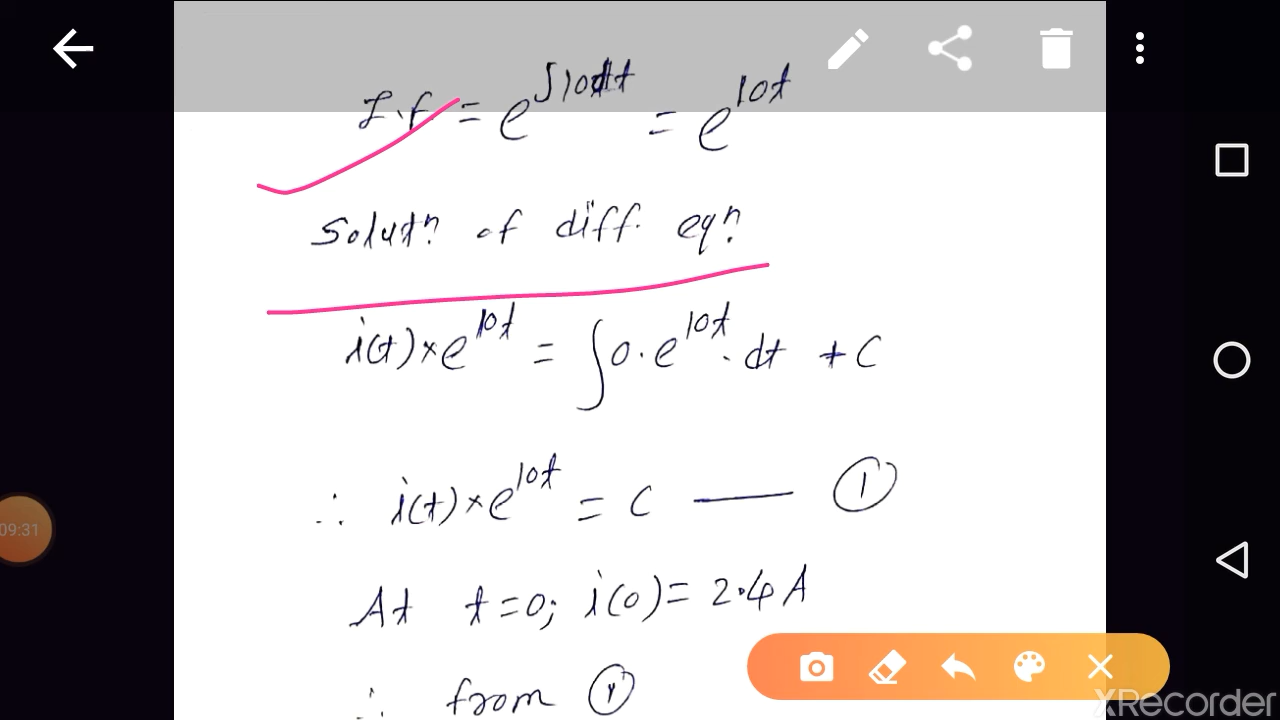 I.f = e^∫10dt = e^10t
Solutn of diff. eqn
i(t)×e^10t = ∫0.e^10t. dt + C
∴ i(t)×e^10t = C —— ①
At t=0; i(0)= 2.4 A
∴ from ①
09:31
XRecorder